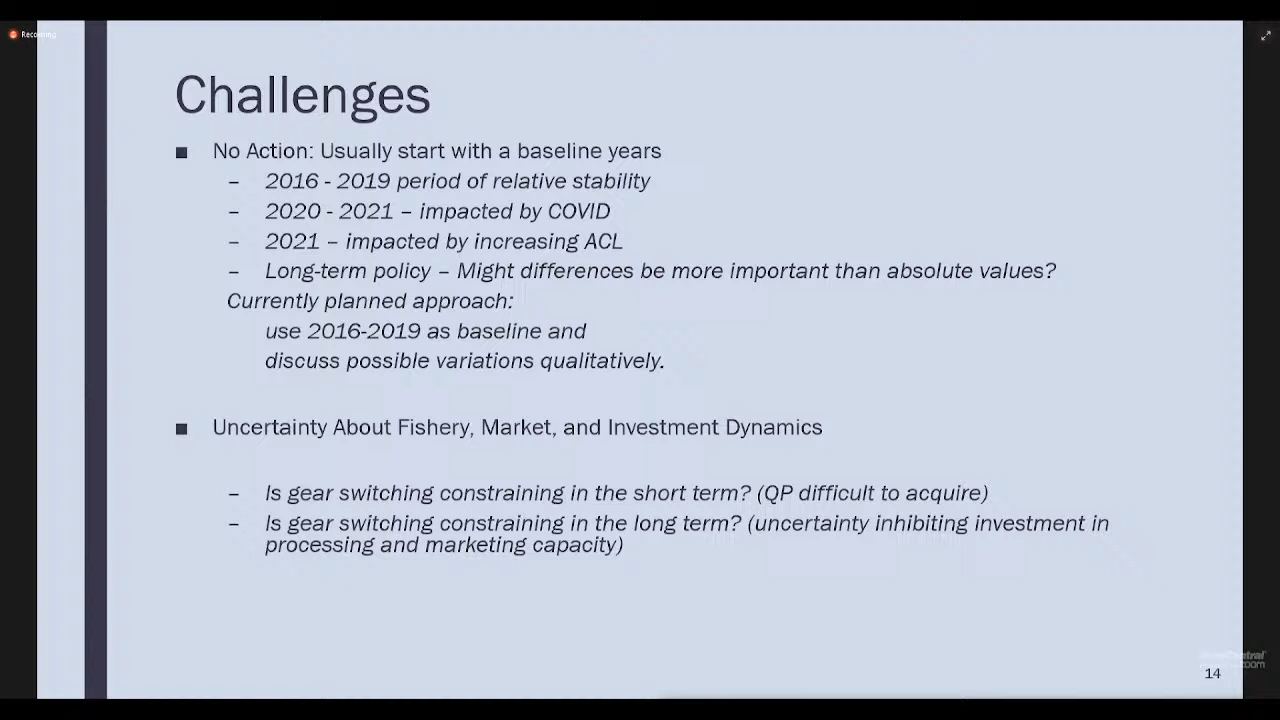 Recording
Challenges
■ No Action: Usually start with a baseline years
– 2016 - 2019 period of relative stability
– 2020 - 2021 – impacted by COVID
– 2021 – impacted by increasing ACL
– Long-term policy – Might differences be more important than absolute values?
Currently planned approach:
use 2016-2019 as baseline and
discuss possible variations qualitatively.
■ Uncertainty About Fishery, Market, and Investment Dynamics
– Is gear switching constraining in the short term? (QP difficult to acquire)
– Is gear switching constraining in the long term? (uncertainty inhibiting investment in
processing and marketing capacity)
zoom
14